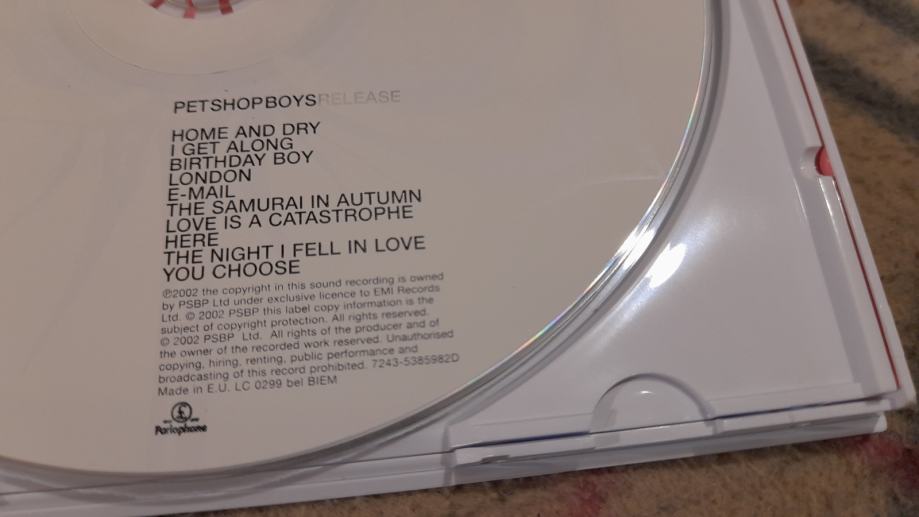 PETSHOPBOYSRELEASE
HOME AND DRY
I GET ALONG
BIRTHDAY BOY
LONDON
E-MAIL
THE SAMURAI IN AUTUMN
LOVE IS A CATASTROPHE
HERE
THE NIGHT I FELL IN LOVE
YOU CHOOSE
℗2002 the copyright in this sound recording is owned
by PSBP Ltd under exclusive licence to EMI Records
Ltd. © 2002 PSBP this label copy information is the
subject of copyright protection. All rights reserved.
© 2002 PSBP Ltd. All rights of the producer and of
the owner of the recorded work reserved. Unauthorised
copying, hiring, renting, public performance and
broadcasting of this record prohibited. 7243-5385982D
Made in E.U. LC 0299 bel BIEM
Parlophone